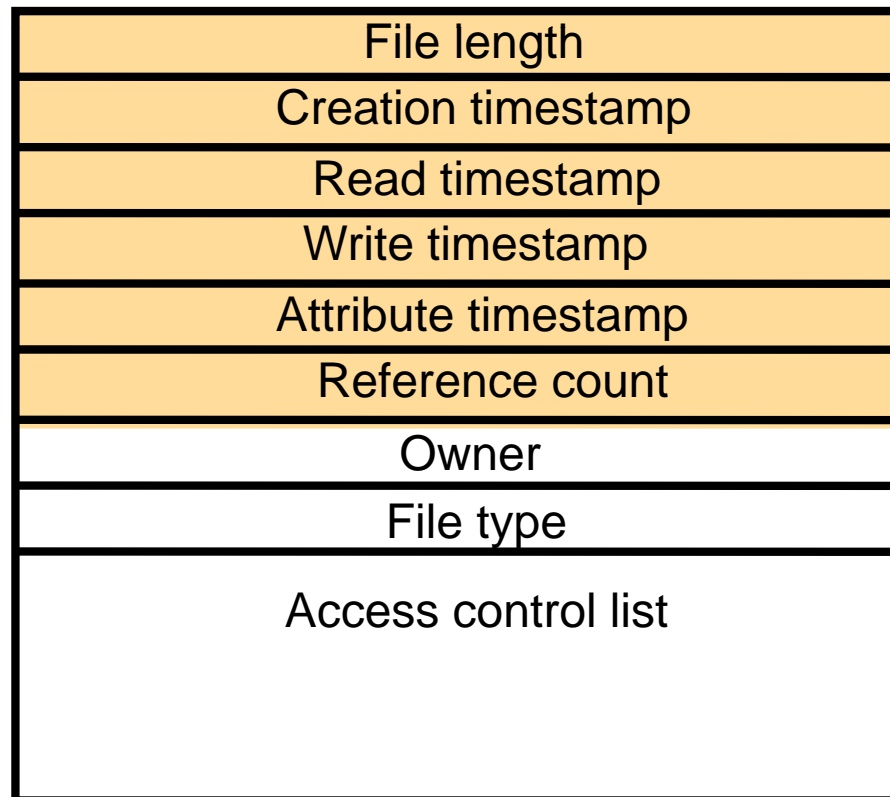 File length
Creation timestamp
Read timestamp
Write timestamp
Attribute timestamp
Reference count
Owner
File type
Access control list